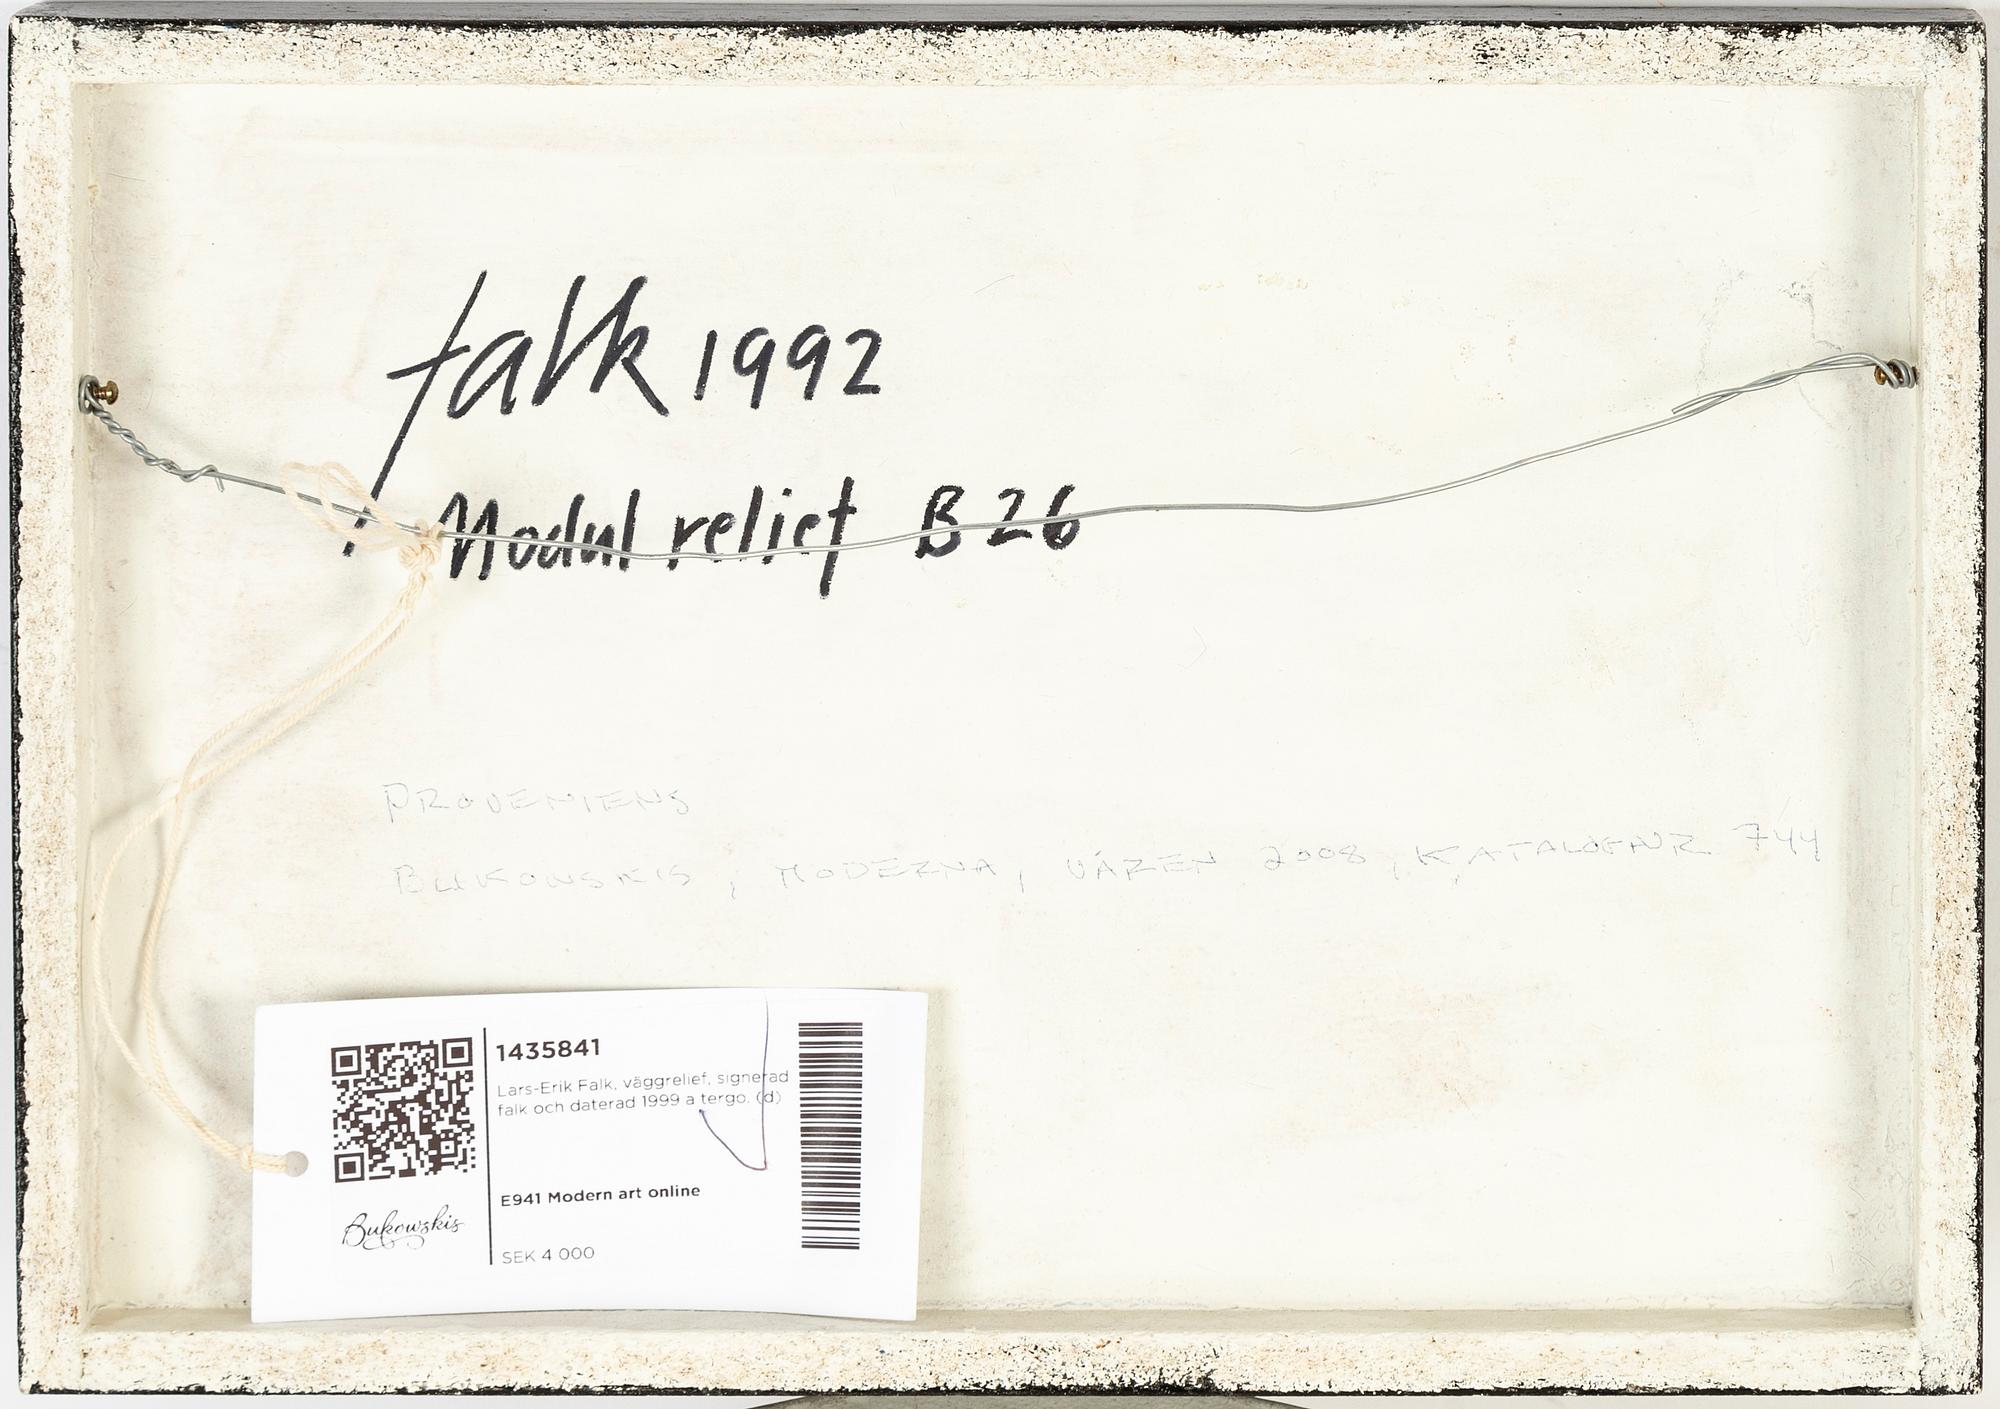 falk 1992
Modul relief B 26
PROVENIENS
BUKOWSKIS, MODERNA, VÅREN 2008, KATALOGNR 744
1435841
Lars-Erik Falk, väggrelief, signerad
falk och daterad 1999 a tergo. (d)
E941 Modern art online
Bukowskis
SEK 4 000